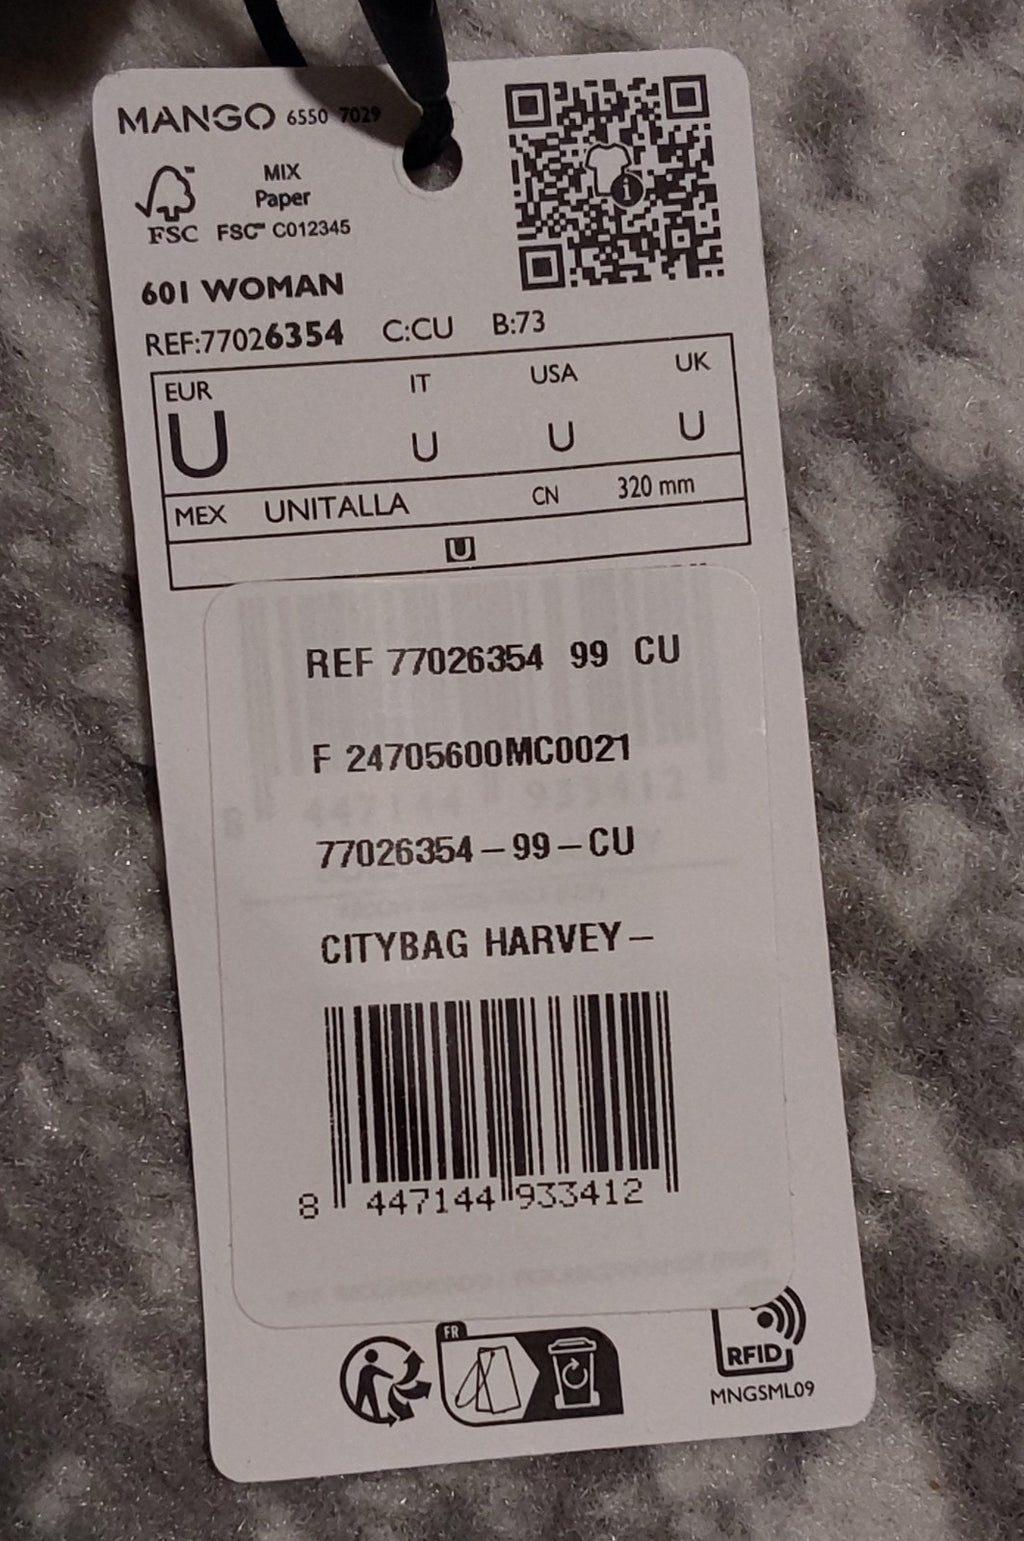 MANGO 6550 7029
MIX
Paper
FSC FSC™ C012345
601 WOMAN
REF:77026354 C:CU B:73
EUR IT USA UK
U U U U
MEX UNITALLA CN 320 mm
U
REF 77026354 99 CU
F 24705600MC0021
77026354-99-CU
CITYBAG HARVEY-
8 447144 933412
FR
RFID
MNGSML09